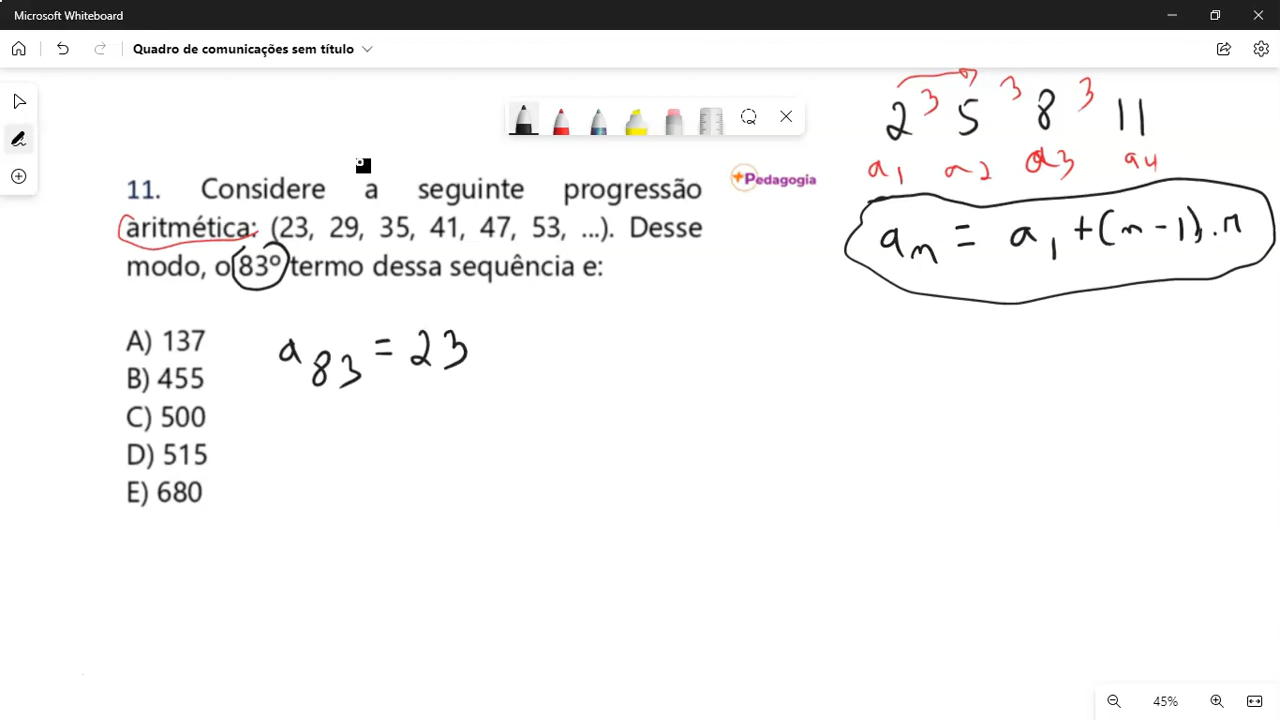 Microsoft Whiteboard
Quadro de comunicações sem título
2 3 5 3 8 3 11
a1 a2 a3 a4
+Pedagogia
an = a1 + (n - 1) . r
11. Considere a seguinte progressão
aritmética: (23, 29, 35, 41, 47, 53, ...). Desse
modo, o 83º termo dessa sequência e:
A) 137
B) 455
C) 500
D) 515
E) 680
a83 = 23
45%